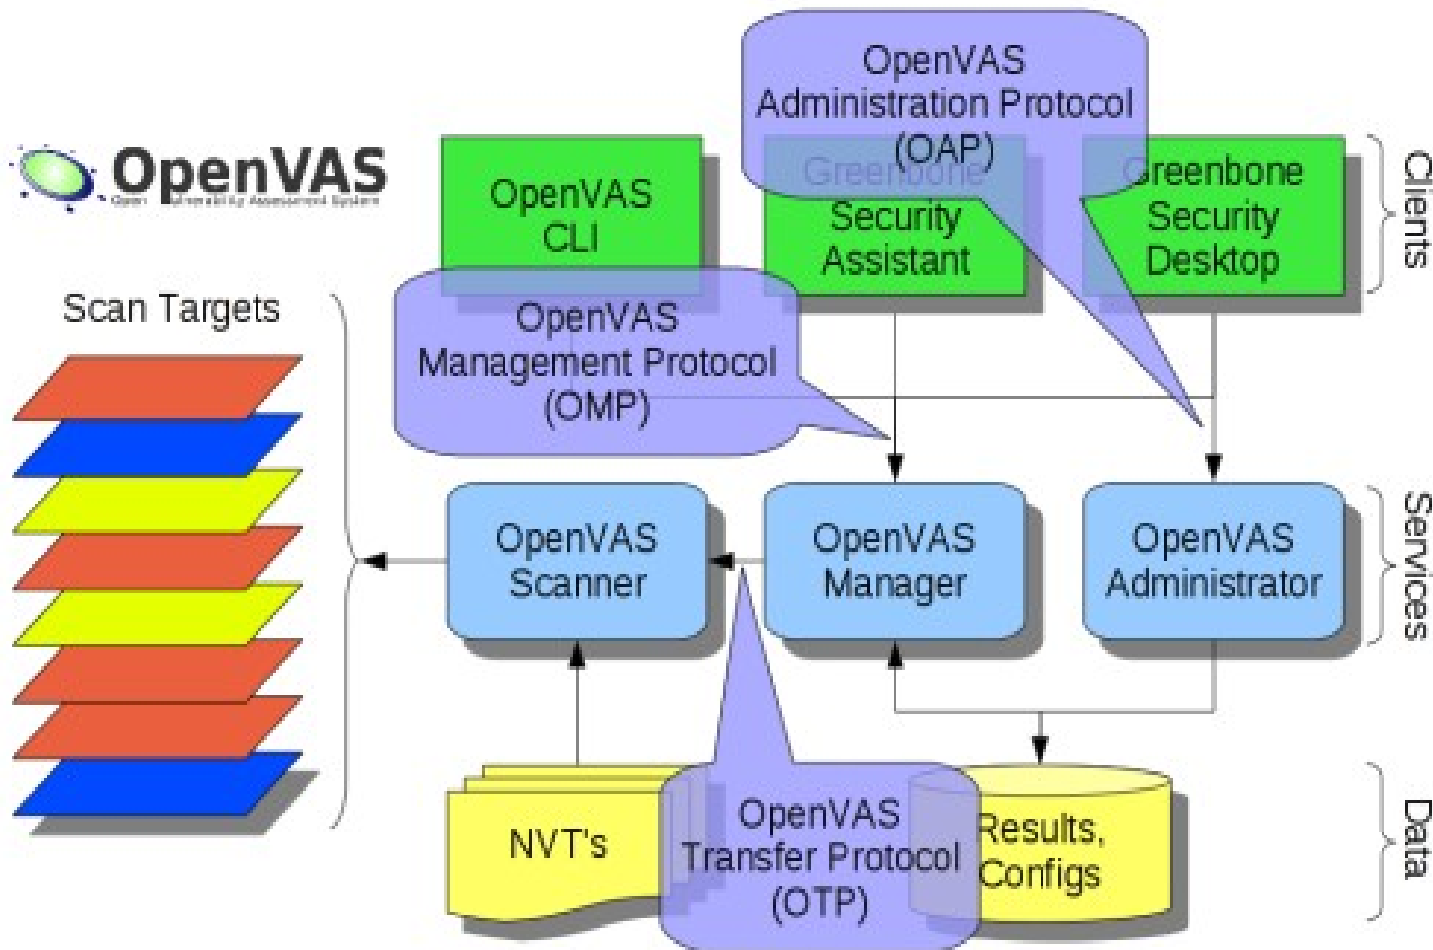 OpenVAS
Administration Protocol
(OAP)
OpenVAS
Open Vulnerability Assessment System
OpenVAS
CLI
Greenbone
Security
Assistant
Greenbone
Security
Desktop
Clients
Scan Targets
OpenVAS
Management Protocol
(OMP)
OpenVAS
Scanner
OpenVAS
Manager
OpenVAS
Administrator
Services
NVT's
OpenVAS
Transfer Protocol
(OTP)
Results,
Configs
Data